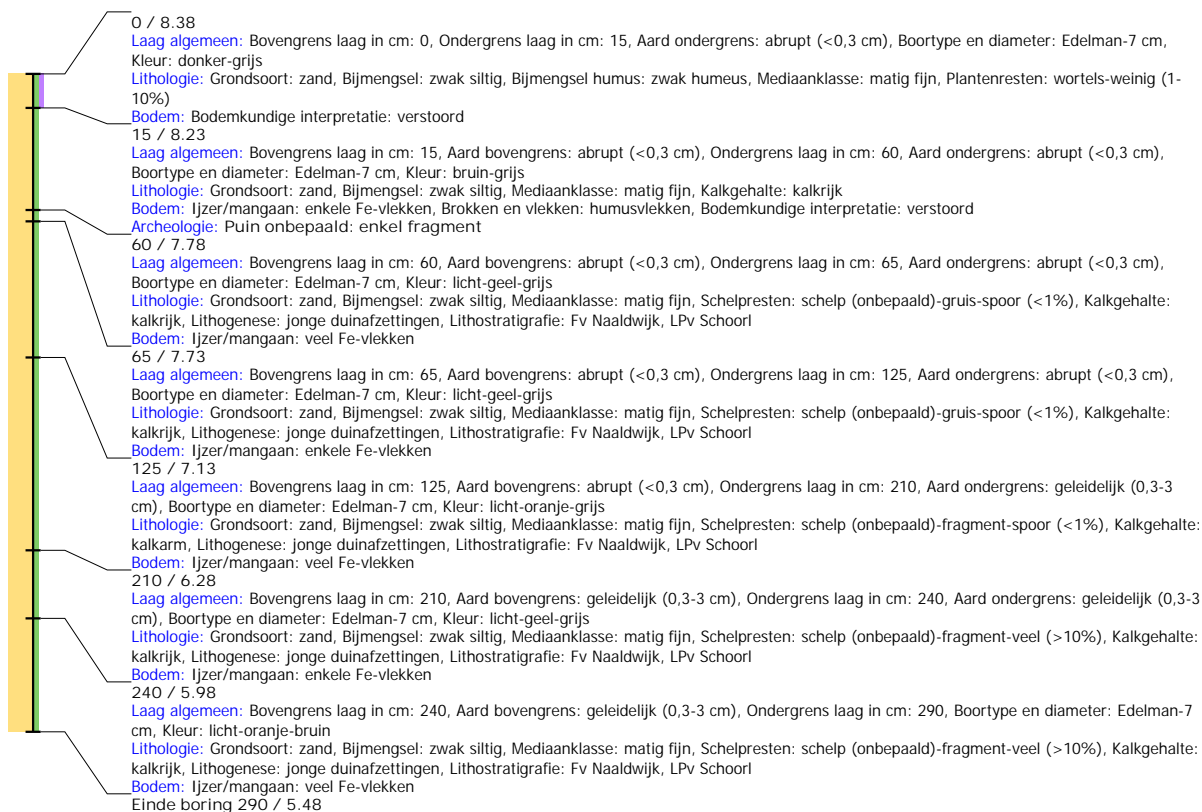 0 / 8.38
Laag algemeen: Bovengrens laag in cm: 0, Ondergrens laag in cm: 15, Aard ondergrens: abrupt (<0,3 cm), Boortype en diameter: Edelman-7 cm,
Kleur: donker-grijs
Lithologie: Grondsoort: zand, Bijmengsel: zwak siltig, Bijmengsel humus: zwak humeus, Mediaanklasse: matig fijn, Plantenresten: wortels-weinig (1-
10%)
Bodem: Bodemkundige interpretatie: verstoord
15 / 8.23
Laag algemeen: Bovengrens laag in cm: 15, Aard bovengrens: abrupt (<0,3 cm), Ondergrens laag in cm: 60, Aard ondergrens: abrupt (<0,3 cm),
Boortype en diameter: Edelman-7 cm, Kleur: bruin-grijs
Lithologie: Grondsoort: zand, Bijmengsel: zwak siltig, Mediaanklasse: matig fijn, Kalkgehalte: kalkrijk
Bodem: Ijzer/mangaan: enkele Fe-vlekken, Brokken en vlekken: humusvlekken, Bodemkundige interpretatie: verstoord
Archeologie: Puin onbepaald: enkel fragment
60 / 7.78
Laag algemeen: Bovengrens laag in cm: 60, Aard bovengrens: abrupt (<0,3 cm), Ondergrens laag in cm: 65, Aard ondergrens: abrupt (<0,3 cm),
Boortype en diameter: Edelman-7 cm, Kleur: licht-geel-grijs
Lithologie: Grondsoort: zand, Bijmengsel: zwak siltig, Mediaanklasse: matig fijn, Schelpresten: schelp (onbepaald)-gruis-spoor (<1%), Kalkgehalte:
kalkrijk, Lithogenese: jonge duinafzettingen, Lithostratigrafie: Fv Naaldwijk, LPv Schoorl
Bodem: Ijzer/mangaan: veel Fe-vlekken
65 / 7.73
Laag algemeen: Bovengrens laag in cm: 65, Aard bovengrens: abrupt (<0,3 cm), Ondergrens laag in cm: 125, Aard ondergrens: abrupt (<0,3 cm),
Boortype en diameter: Edelman-7 cm, Kleur: licht-geel-grijs
Lithologie: Grondsoort: zand, Bijmengsel: zwak siltig, Mediaanklasse: matig fijn, Schelpresten: schelp (onbepaald)-gruis-spoor (<1%), Kalkgehalte:
kalkrijk, Lithogenese: jonge duinafzettingen, Lithostratigrafie: Fv Naaldwijk, LPv Schoorl
Bodem: Ijzer/mangaan: enkele Fe-vlekken
125 / 7.13
Laag algemeen: Bovengrens laag in cm: 125, Aard bovengrens: abrupt (<0,3 cm), Ondergrens laag in cm: 210, Aard ondergrens: geleidelijk (0,3-3
cm), Boortype en diameter: Edelman-7 cm, Kleur: licht-oranje-grijs
Lithologie: Grondsoort: zand, Bijmengsel: zwak siltig, Mediaanklasse: matig fijn, Schelpresten: schelp (onbepaald)-fragment-spoor (<1%), Kalkgehalte:
kalkarm, Lithogenese: jonge duinafzettingen, Lithostratigrafie: Fv Naaldwijk, LPv Schoorl
Bodem: Ijzer/mangaan: veel Fe-vlekken
210 / 6.28
Laag algemeen: Bovengrens laag in cm: 210, Aard bovengrens: geleidelijk (0,3-3 cm), Ondergrens laag in cm: 240, Aard ondergrens: geleidelijk (0,3-3
cm), Boortype en diameter: Edelman-7 cm, Kleur: licht-geel-grijs
Lithologie: Grondsoort: zand, Bijmengsel: zwak siltig, Mediaanklasse: matig fijn, Schelpresten: schelp (onbepaald)-fragment-veel (>10%), Kalkgehalte:
kalkrijk, Lithogenese: jonge duinafzettingen, Lithostratigrafie: Fv Naaldwijk, LPv Schoorl
Bodem: Ijzer/mangaan: enkele Fe-vlekken
240 / 5.98
Laag algemeen: Bovengrens laag in cm: 240, Aard bovengrens: geleidelijk (0,3-3 cm), Ondergrens laag in cm: 290, Boortype en diameter: Edelman-7
cm, Kleur: licht-oranje-bruin
Lithologie: Grondsoort: zand, Bijmengsel: zwak siltig, Mediaanklasse: matig fijn, Schelpresten: schelp (onbepaald)-fragment-veel (>10%), Kalkgehalte:
kalkrijk, Lithogenese: jonge duinafzettingen, Lithostratigrafie: Fv Naaldwijk, LPv Schoorl
Bodem: Ijzer/mangaan: veel Fe-vlekken
Einde boring 290 / 5.48